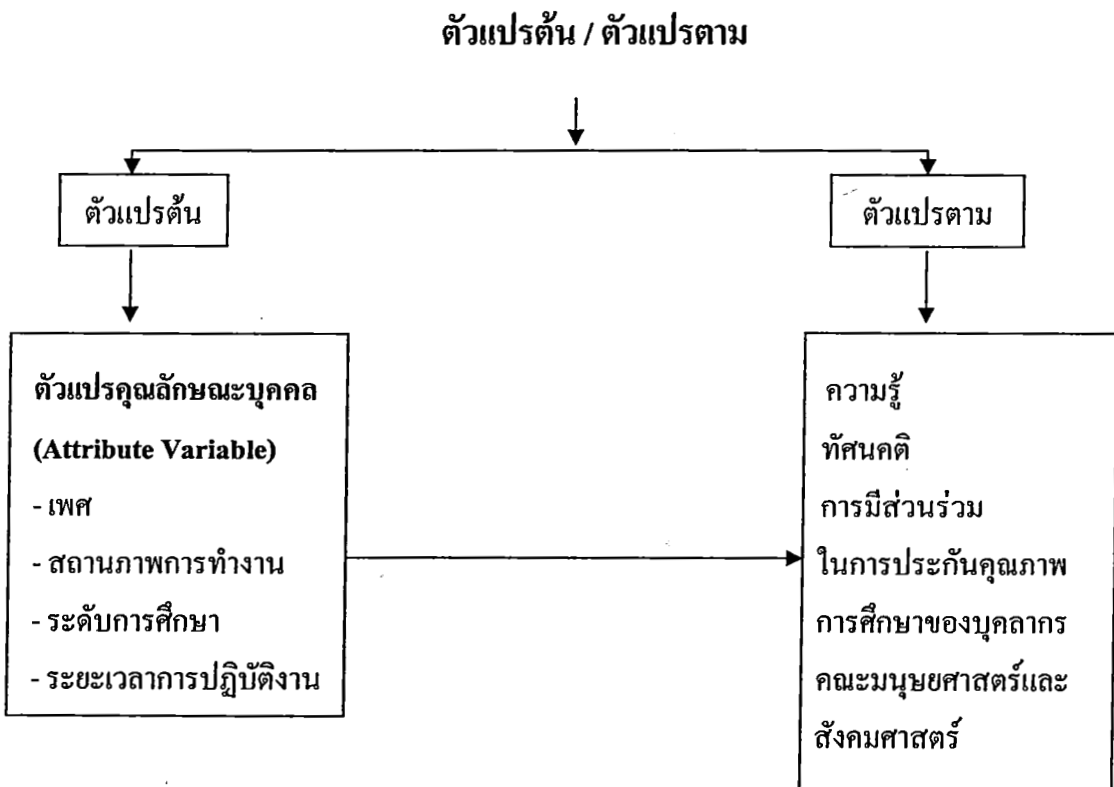 ตัวแปรต้น / ตัวแปรตาม
ตัวแปรต้น
ตัวแปรตาม
ตัวแปรคุณลักษณะบุคคล
(Attribute Variable)
- เพศ
- สถานภาพการทำงาน
- ระดับการศึกษา
- ระยะเวลาการปฏิบัติงาน
ความรู้
ทัศนคติ
การมีส่วนร่วม
ในการประกันคุณภาพ
การศึกษาของบุคลากร
คณะมนุษยศาสตร์และ
สังคมศาสตร์